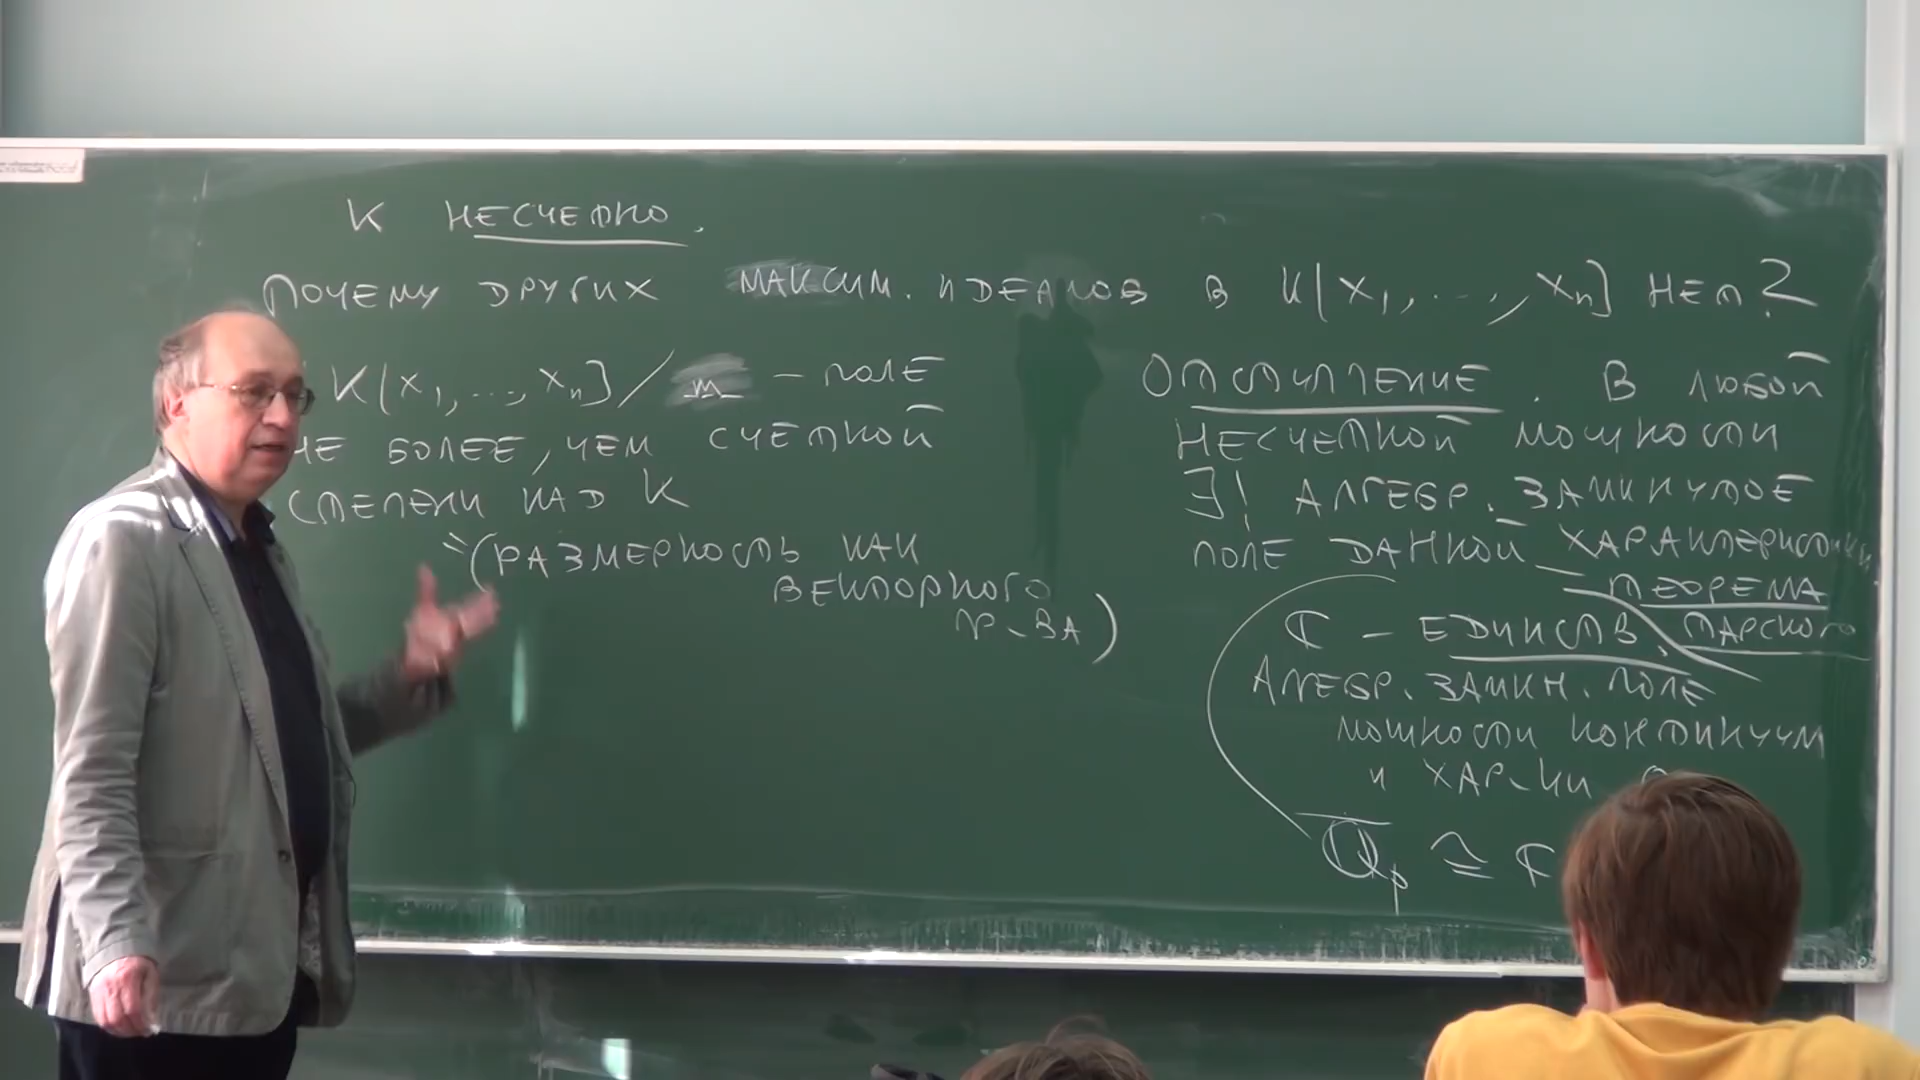 K НЕСЧЕТНО.
ПОЧЕМУ ДРУГИХ МАКСИМ. ИДЕАЛОВ В K[x₁, ..., xₙ] НЕТ?
K[x₁, ..., xₙ]/m – ПОЛЕ
НЕ БОЛЕЕ, ЧЕМ СЧЕТНОЙ
СТЕПЕНИ НАД K
(РАЗМЕРНОСТЬ КАК
ВЕКТОРНОГО
ПР-ВА)
ОТСТУПЛЕНИЕ. В ЛЮБОЙ
НЕСЧЕТНОЙ МОЩНОСТИ
∃! АЛГЕБР. ЗАМКНУТОЕ
ПОЛЕ ДАННОЙ ХАРАКТЕРИСТИКИ
ТЕОРЕМА
ТАРСКОГО
ℂ – ЕДИНСТВ.
АЛГЕБР. ЗАМКН. ПОЛЕ
МОЩНОСТИ КОНТИНУУМ
И ХАР-КИ
Q̅ₚ ≅ ℂ